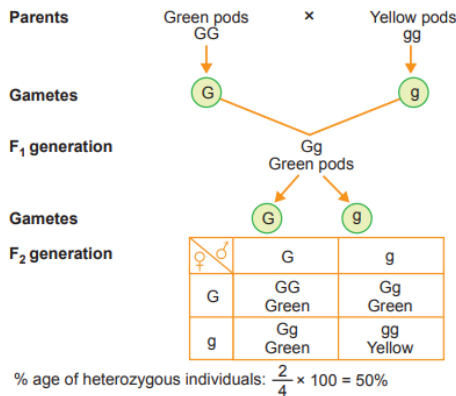 Parents Green pods × Yellow pods
GG gg
Gametes G g
F₁ generation Gg
Green pods
Gametes G g
F₂ generation
♀ ♂ G g
G GG Gg
Green Green
g Gg gg
Green Yellow
% age of heterozygous individuals: 2/4 × 100 = 50%